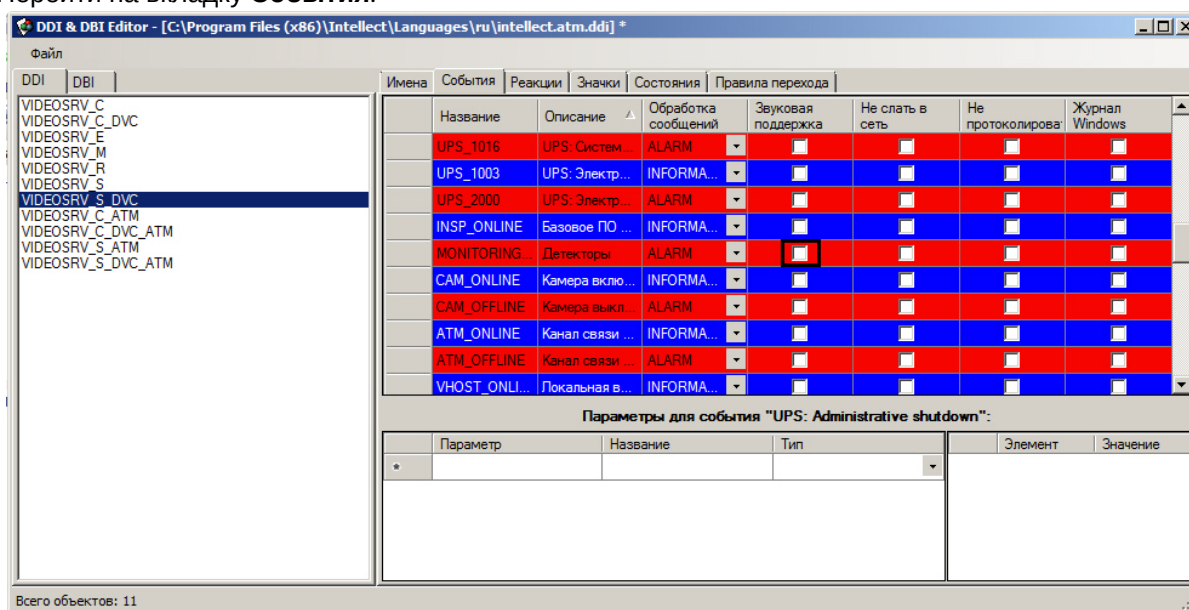 Перейти на вкладку События.
DDI & DBI Editor - [C:\Program Files (x86)\Intellect\Languages\ru\intellect.atm.ddi] *
Файл
DDI DBI
VIDEOSRV_C
VIDEOSRV_C_DVC
VIDEOSRV_E
VIDEOSRV_M
VIDEOSRV_R
VIDEOSRV_S
VIDEOSRV_S_DVC
VIDEOSRV_C_ATM
VIDEOSRV_C_DVC_ATM
VIDEOSRV_S_ATM
VIDEOSRV_S_DVC_ATM
Имена События Реакции Значки Состояния Правила перехода
Название Описание Обработка сообщений Звуковая поддержка Не слать в сеть Не протоколироват Журнал Windows
UPS_1016 UPS: Систем... ALARM
UPS_1003 UPS: Электр... INFORMA...
UPS_2000 UPS: Электр... ALARM
INSP_ONLINE Базовое ПО ... INFORMA...
MONITORING... Детекторы ALARM
CAM_ONLINE Камера вклю... INFORMA...
CAM_OFFLINE Камера выкл... ALARM
ATM_ONLINE Канал связи ... INFORMA...
ATM_OFFLINE Канал связи ... ALARM
VHOST_ONLI... Локальная в... INFORMA...
Параметры для события "UPS: Administrative shutdown":
Параметр Название Тип Элемент Значение
*
Всего объектов: 11